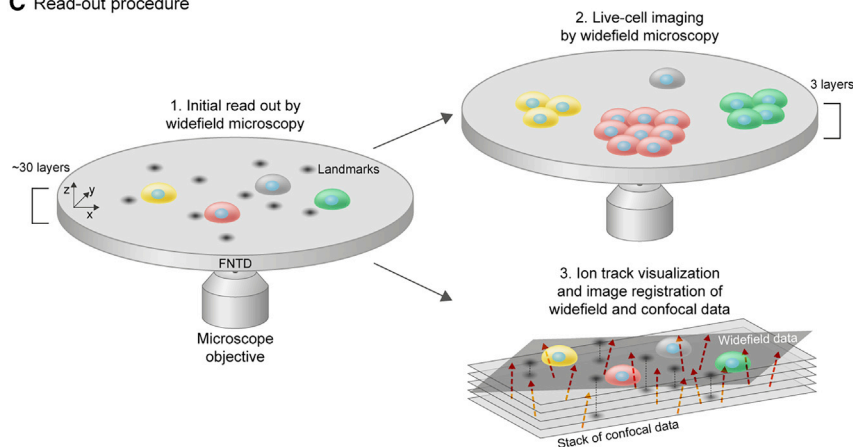 C Read-out procedure
1. Initial read out by
widefield microscopy
~30 layers
z
y
x
Landmarks
FNTD
Microscope
objective
2. Live-cell imaging
by widefield microscopy
3 layers
3. Ion track visualization
and image registration of
widefield and confocal data
Widefield data
Stack of confocal data